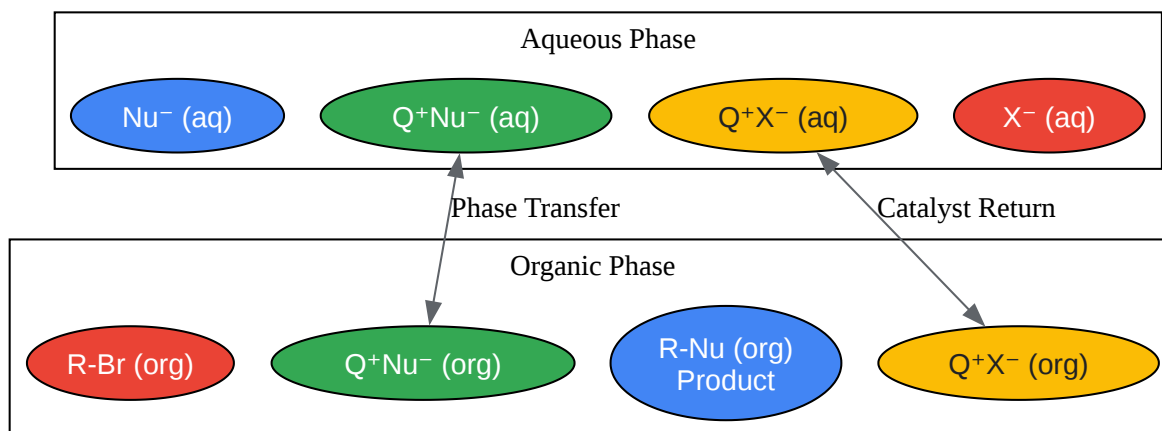 Aqueous Phase
Nu⁻ (aq)
Q⁺Nu⁻ (aq)
Q⁺X⁻ (aq)
X⁻ (aq)
Phase Transfer
Catalyst Return
Organic Phase
R-Br (org)
Q⁺Nu⁻ (org)
R-Nu (org)
Product
Q⁺X⁻ (org)